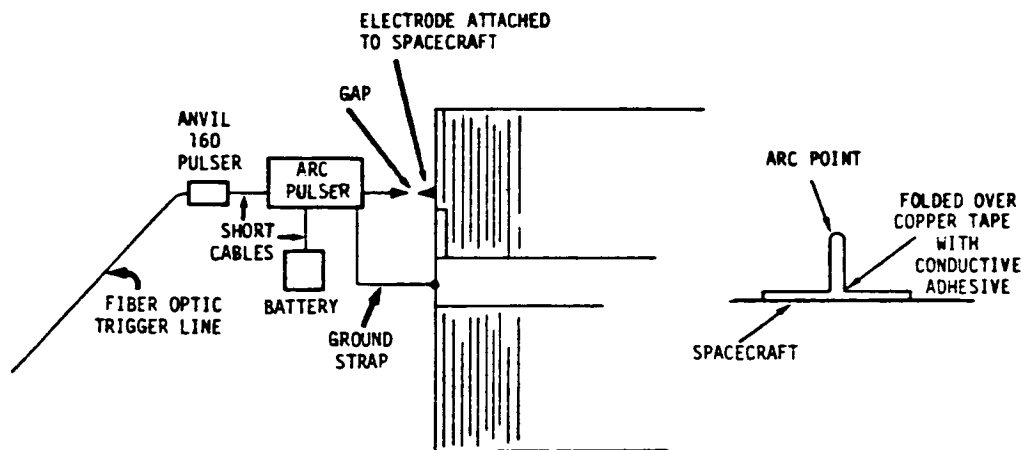 ELECTRODE ATTACHED
TO SPACECRAFT
GAP
ANVIL
160
PULSER
ARC
PULSER
SHORT
CABLES
BATTERY
FIBER OPTIC
TRIGGER LINE
GROUND
STRAP
ARC POINT
FOLDED OVER
COPPER TAPE
WITH
CONDUCTIVE
ADHESIVE
SPACECRAFT